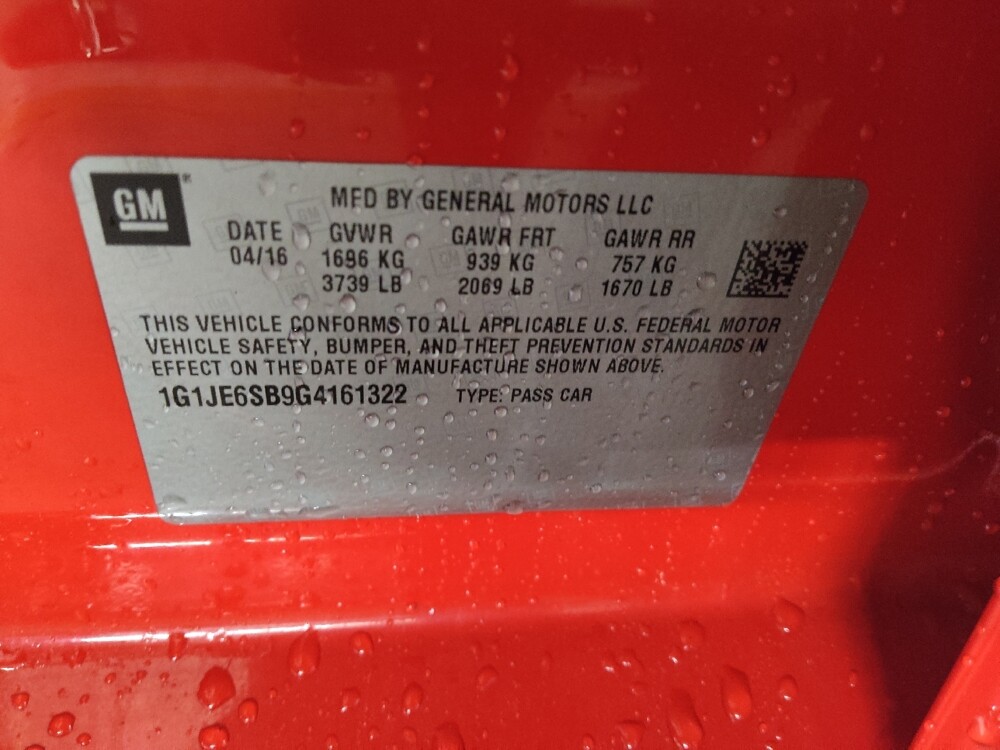 GM
MFD BY GENERAL MOTORS LLC
DATE GVWR GAWR FRT GAWR RR
04/16 1696 KG 939 KG 757 KG
3739 LB 2069 LB 1670 LB
THIS VEHICLE CONFORMS TO ALL APPLICABLE U.S. FEDERAL MOTOR
VEHICLE SAFETY, BUMPER, AND THEFT PREVENTION STANDARDS IN
EFFECT ON THE DATE OF MANUFACTURE SHOWN ABOVE.
1G1JE6SB9G4161322 TYPE: PASS CAR